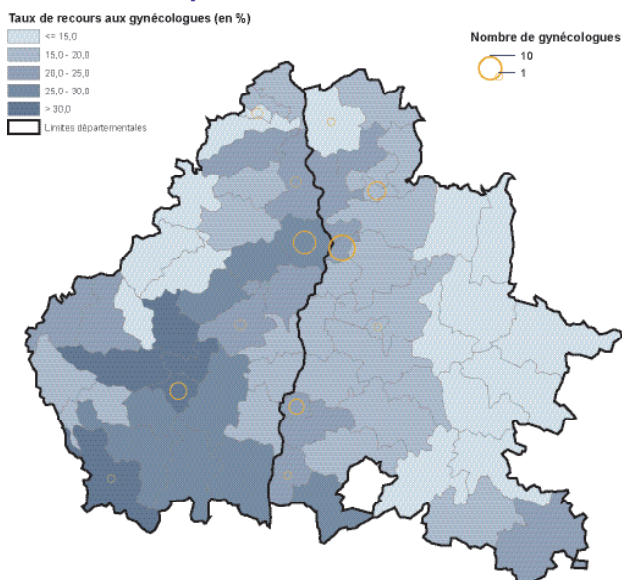 Taux de recours aux gynécologues (en %)
<= 15,0
15,0 - 20,0
20,0 - 25,0
25,0 - 30,0
> 30,0
Limites départementales
Nombre de gynécologues
10
1